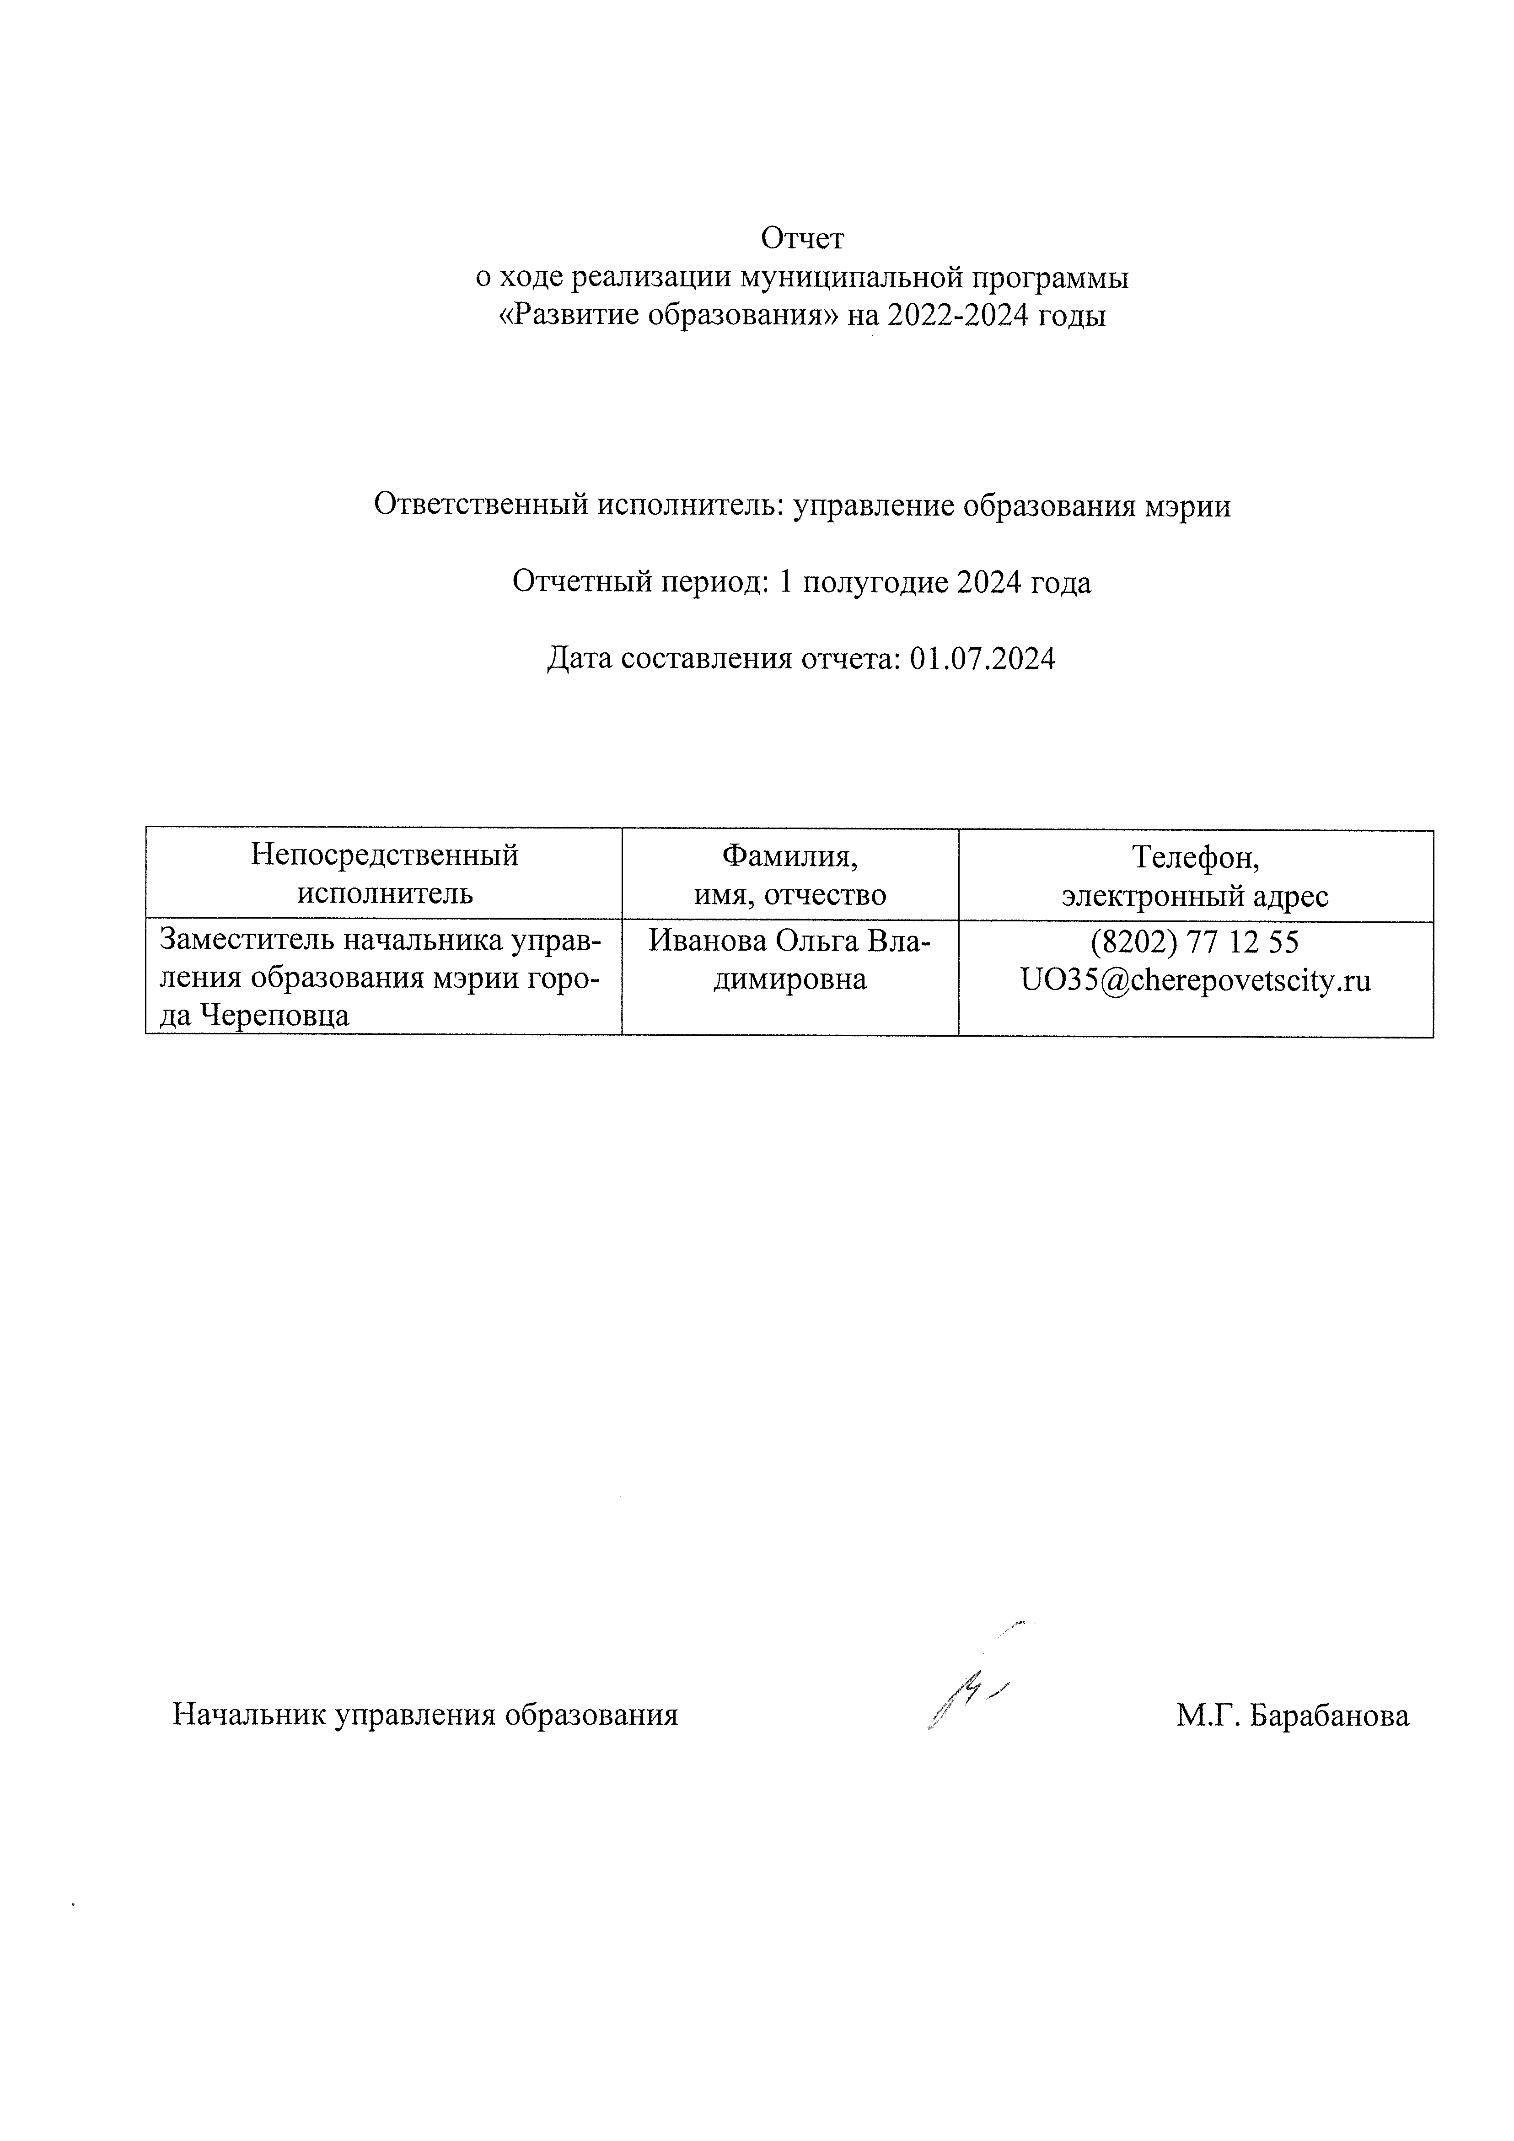 Отчет
о ходе реализации муниципальной программы
«Развитие образования» на 2022-2024 годы
Ответственный исполнитель: управление образования мэрии
Отчетный период: 1 полугодие 2024 года
Дата составления отчета: 01.07.2024
Непосредственный
исполнитель
Фамилия,
имя, отчество
Телефон,
электронный адрес
Заместитель начальника управ-
ления образования мэрии горо-
да Череповца
Иванова Ольга Вла-
димировна
(8202) 77 12 55
UO35@cherepovetscity.ru
Начальник управления образования
М.Г. Барабанова